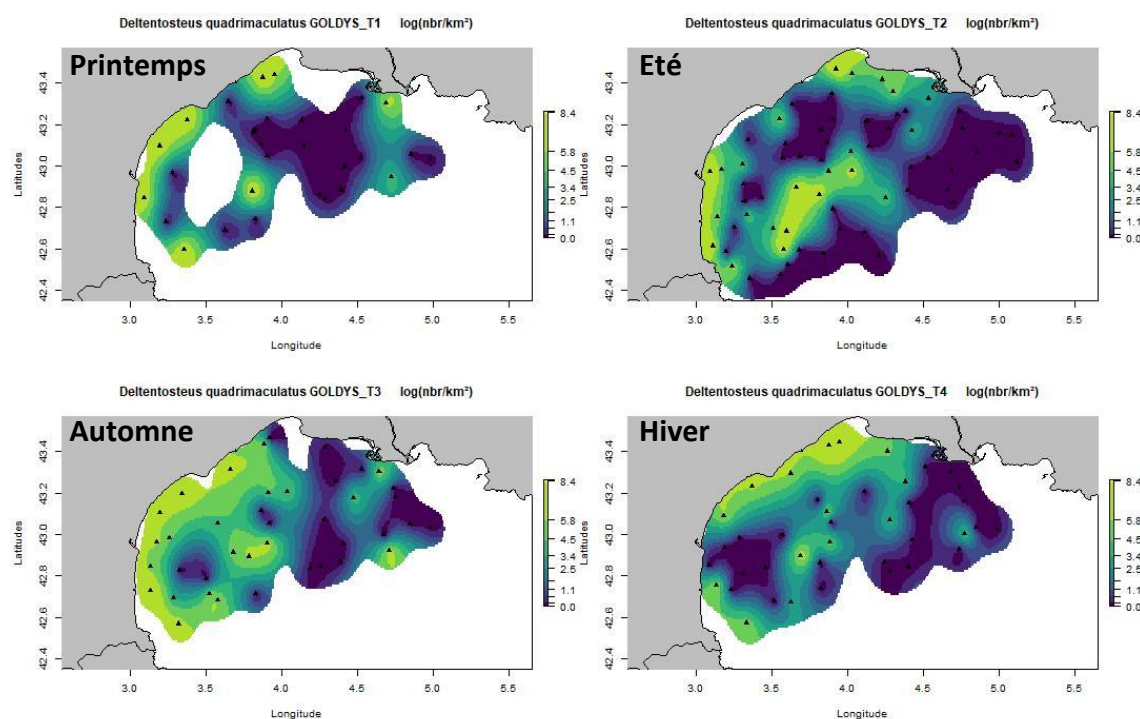 Deltentosteus quadrimaculatus GOLDYS_T1 log(nbr/km²)
Printemps
Latitudes
43.4
43.2
43.0
42.8
42.6
42.4
3.0 3.5 4.0 4.5 5.0 5.5
Longitude
8.4
5.8
4.5
3.4
2.5
1.1
0.0
Deltentosteus quadrimaculatus GOLDYS_T2 log(nbr/km²)
Eté
Latitudes
43.4
43.2
43.0
42.8
42.6
42.4
3.0 3.5 4.0 4.5 5.0 5.5
Longitude
8.4
5.8
4.5
3.4
2.5
1.1
0.0
Deltentosteus quadrimaculatus GOLDYS_T3 log(nbr/km²)
Automne
Latitudes
43.4
43.2
43.0
42.8
42.6
42.4
3.0 3.5 4.0 4.5 5.0 5.5
Longitude
8.4
5.8
4.5
3.4
2.5
1.1
0.0
Deltentosteus quadrimaculatus GOLDYS_T4 log(nbr/km²)
Hiver
Latitudes
43.4
43.2
43.0
42.8
42.6
42.4
3.0 3.5 4.0 4.5 5.0 5.5
Longitude
8.4
5.8
4.5
3.4
2.5
1.1
0.0